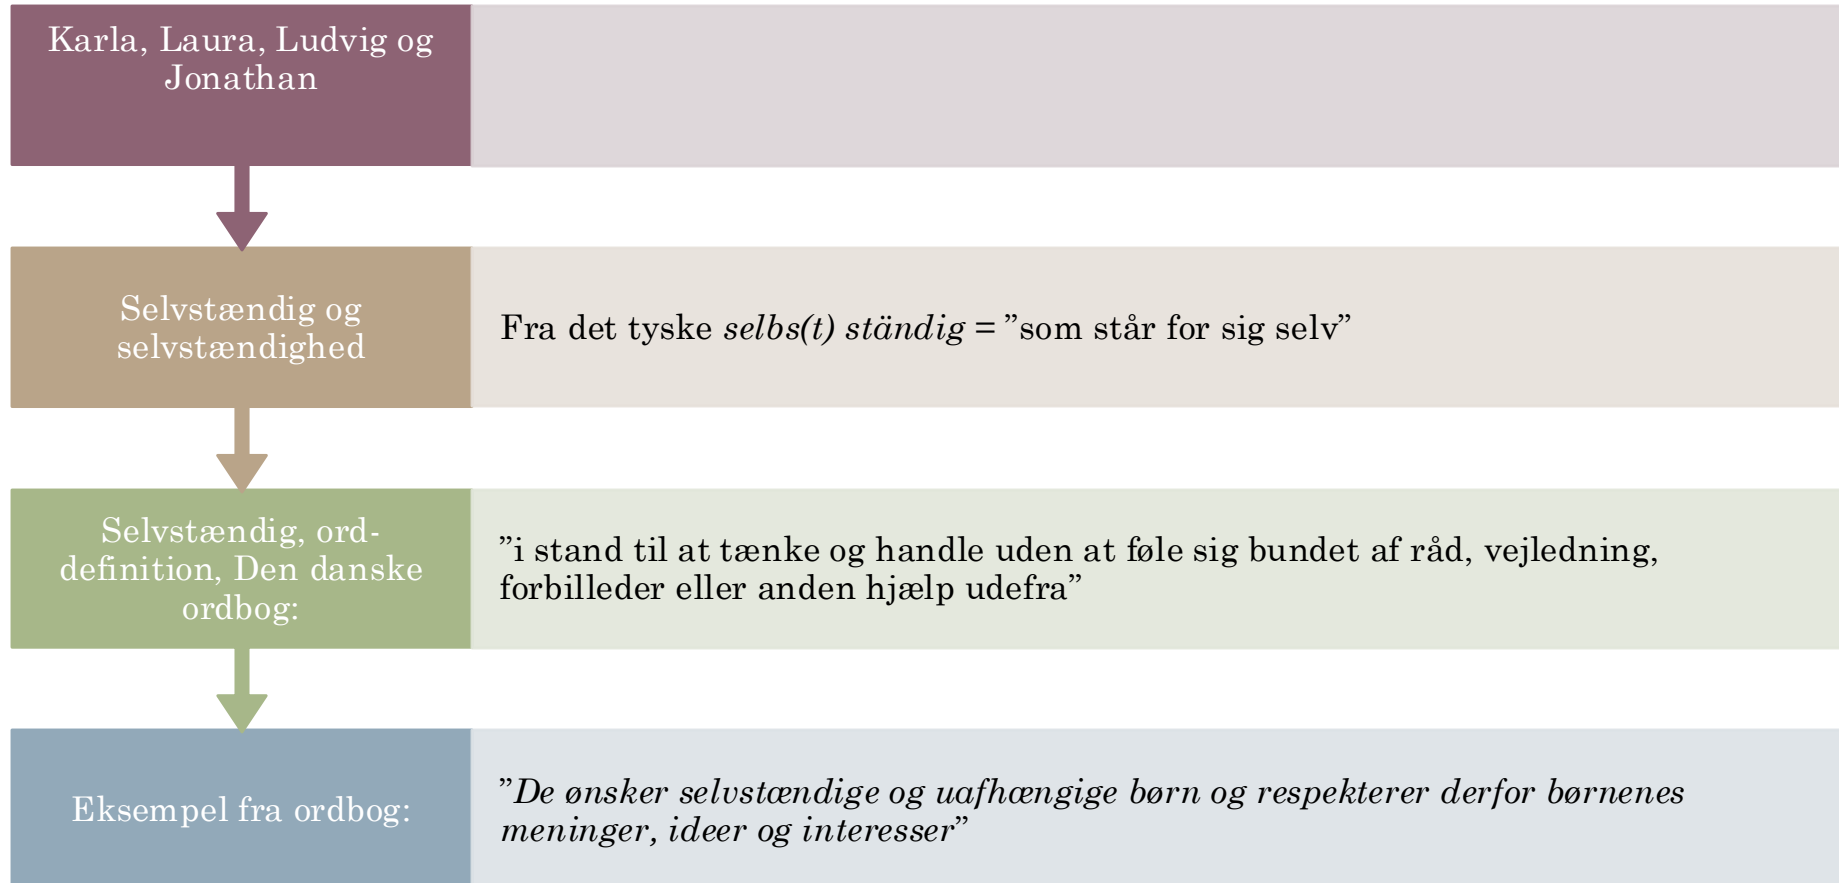 Karla, Laura, Ludvig og
Jonathan
Selvstændig og
selvstændighed
Fra det tyske selbs(t) ständig = ”som står for sig selv”
Selvstændig, ord-
definition, Den danske
ordbog:
”i stand til at tænke og handle uden at føle sig bundet af råd, vejledning,
forbilleder eller anden hjælp udefra”
Eksempel fra ordbog:
”De ønsker selvstændige og uafhængige børn og respekterer derfor børnenes
meninger, ideer og interesser”